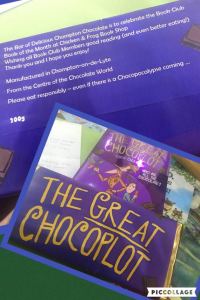 This Bar of Delicious Chompton Chocolate is to celebrate the Book Club
Book of the Month at Chicken & Frog Book Shop
Wishing all Book Club Members good reading (and even better eating!)
Thank you and I hope you enjoy!
Manufactured in Chompton-on-de-Lyte
From the Centre of the Chocolate World
Please eat responsibly – even if there is a Chocopocalypse coming ...
100g
THE GREAT
CHOCOPLOT
THE GREAT
CHOCOPLOT
PICCOLLAGE